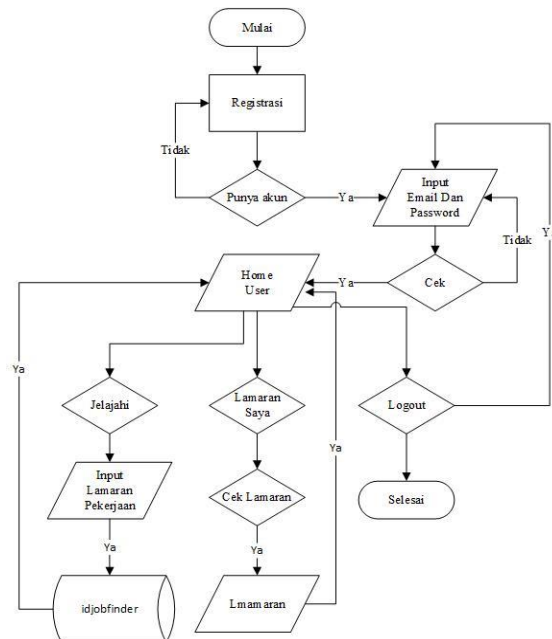 Mulai
Registrasi
Tidak
Punya akun
Ya
Input
Email Dan
Password
Y
Tidak
Home
User
Ya
Cek
Ya
Jelajahi
Lamaran
Saya
Logout
Ya
Input
Lamaran
Pekerjaan
Cek Lamaran
Selesai
Ya
Ya
idjobfinder
Lmamaran